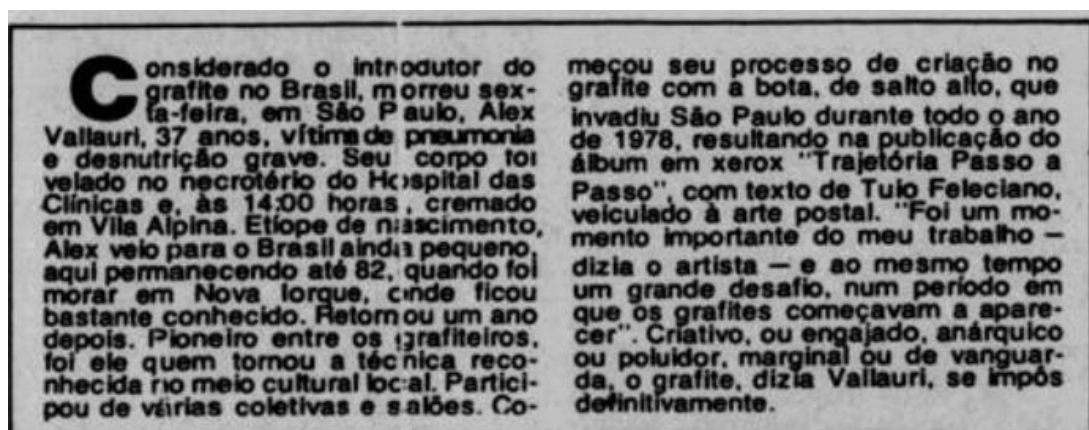 Considerado o introdutor do
grafite no Brasil, morreu sex-
ta-feira, em São Paulo, Alex
Vallauri, 37 anos, vítima de pneumonia
e desnutrição grave. Seu corpo foi
velado no necrotério do Hospital das
Clínicas e, às 14:00 horas, cremado
em Vila Alpina. Etíope de nascimento,
Alex veio para o Brasil ainda pequeno,
aqui permanecendo até 82, quando foi
morar em Nova Iorque, onde ficou
bastante conhecido. Retornou um ano
depois. Pioneiro entre os grafiteiros,
foi ele quem tornou a técnica reco-
nhecida no meio cultural local. Partici-
pou de várias coletivas e salões. Co-
meçou seu processo de criação no
grafite com a bota, de salto alto, que
invadiu São Paulo durante todo o ano
de 1978, resultando na publicação do
álbum em xerox "Trajetória Passo a
Passo", com texto de Tulo Feleciano,
veiculado à arte postal. "Foi um mo-
mento importante do meu trabalho —
dizia o artista — e ao mesmo tempo
um grande desafio, num período em
que os grafites começavam a apare-
cer". Criativo, ou engajado, anárquico
ou poluidor, marginal ou de vanguar-
da, o grafite, dizia Vallauri, se impôs
definitivamente.